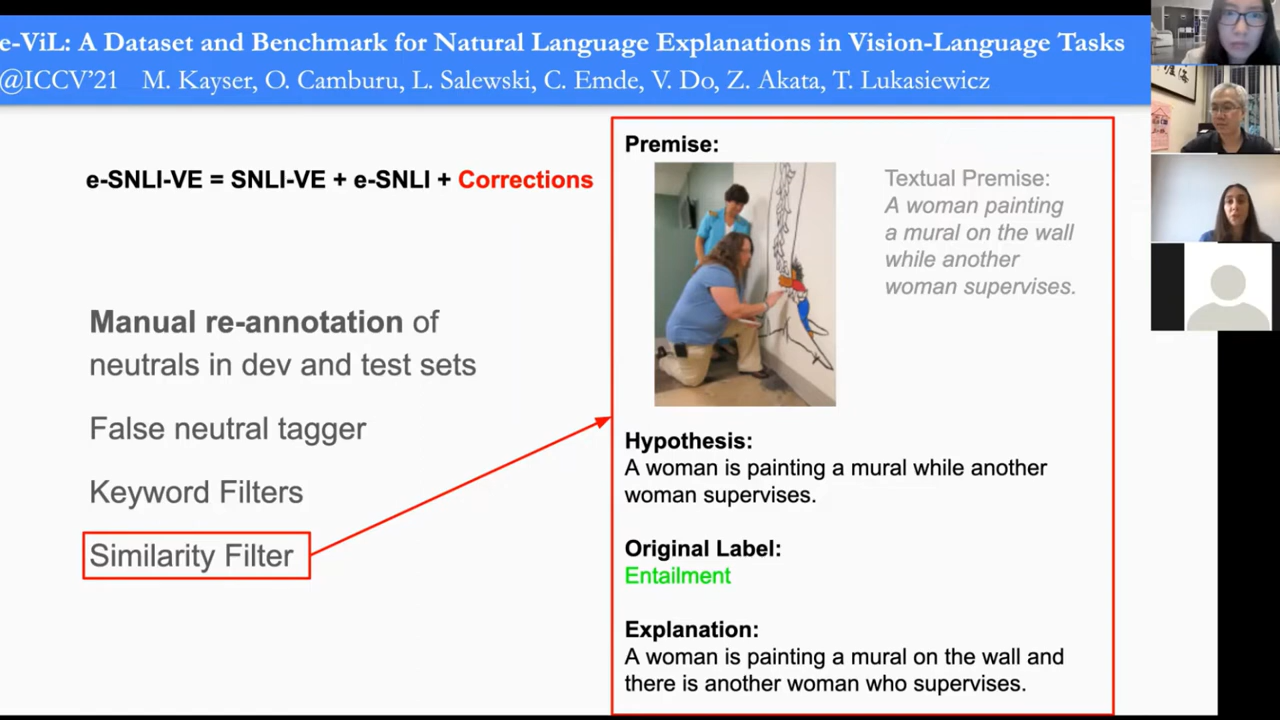 e-ViL: A Dataset and Benchmark for Natural Language Explanations in Vision-Language Tasks
@ICCV'21 M. Kayser, O. Camburu, L. Salewski, C. Emde, V. Do, Z. Akata, T. Lukasiewicz
e-SNLI-VE = SNLI-VE + e-SNLI + Corrections
Manual re-annotation of
neutrals in dev and test sets
False neutral tagger
Keyword Filters
Similarity Filter
Premise:
Textual Premise:
A woman painting
a mural on the wall
while another
woman supervises.
Hypothesis:
A woman is painting a mural while another
woman supervises.
Original Label:
Entailment
Explanation:
A woman is painting a mural on the wall and
there is another woman who supervises.